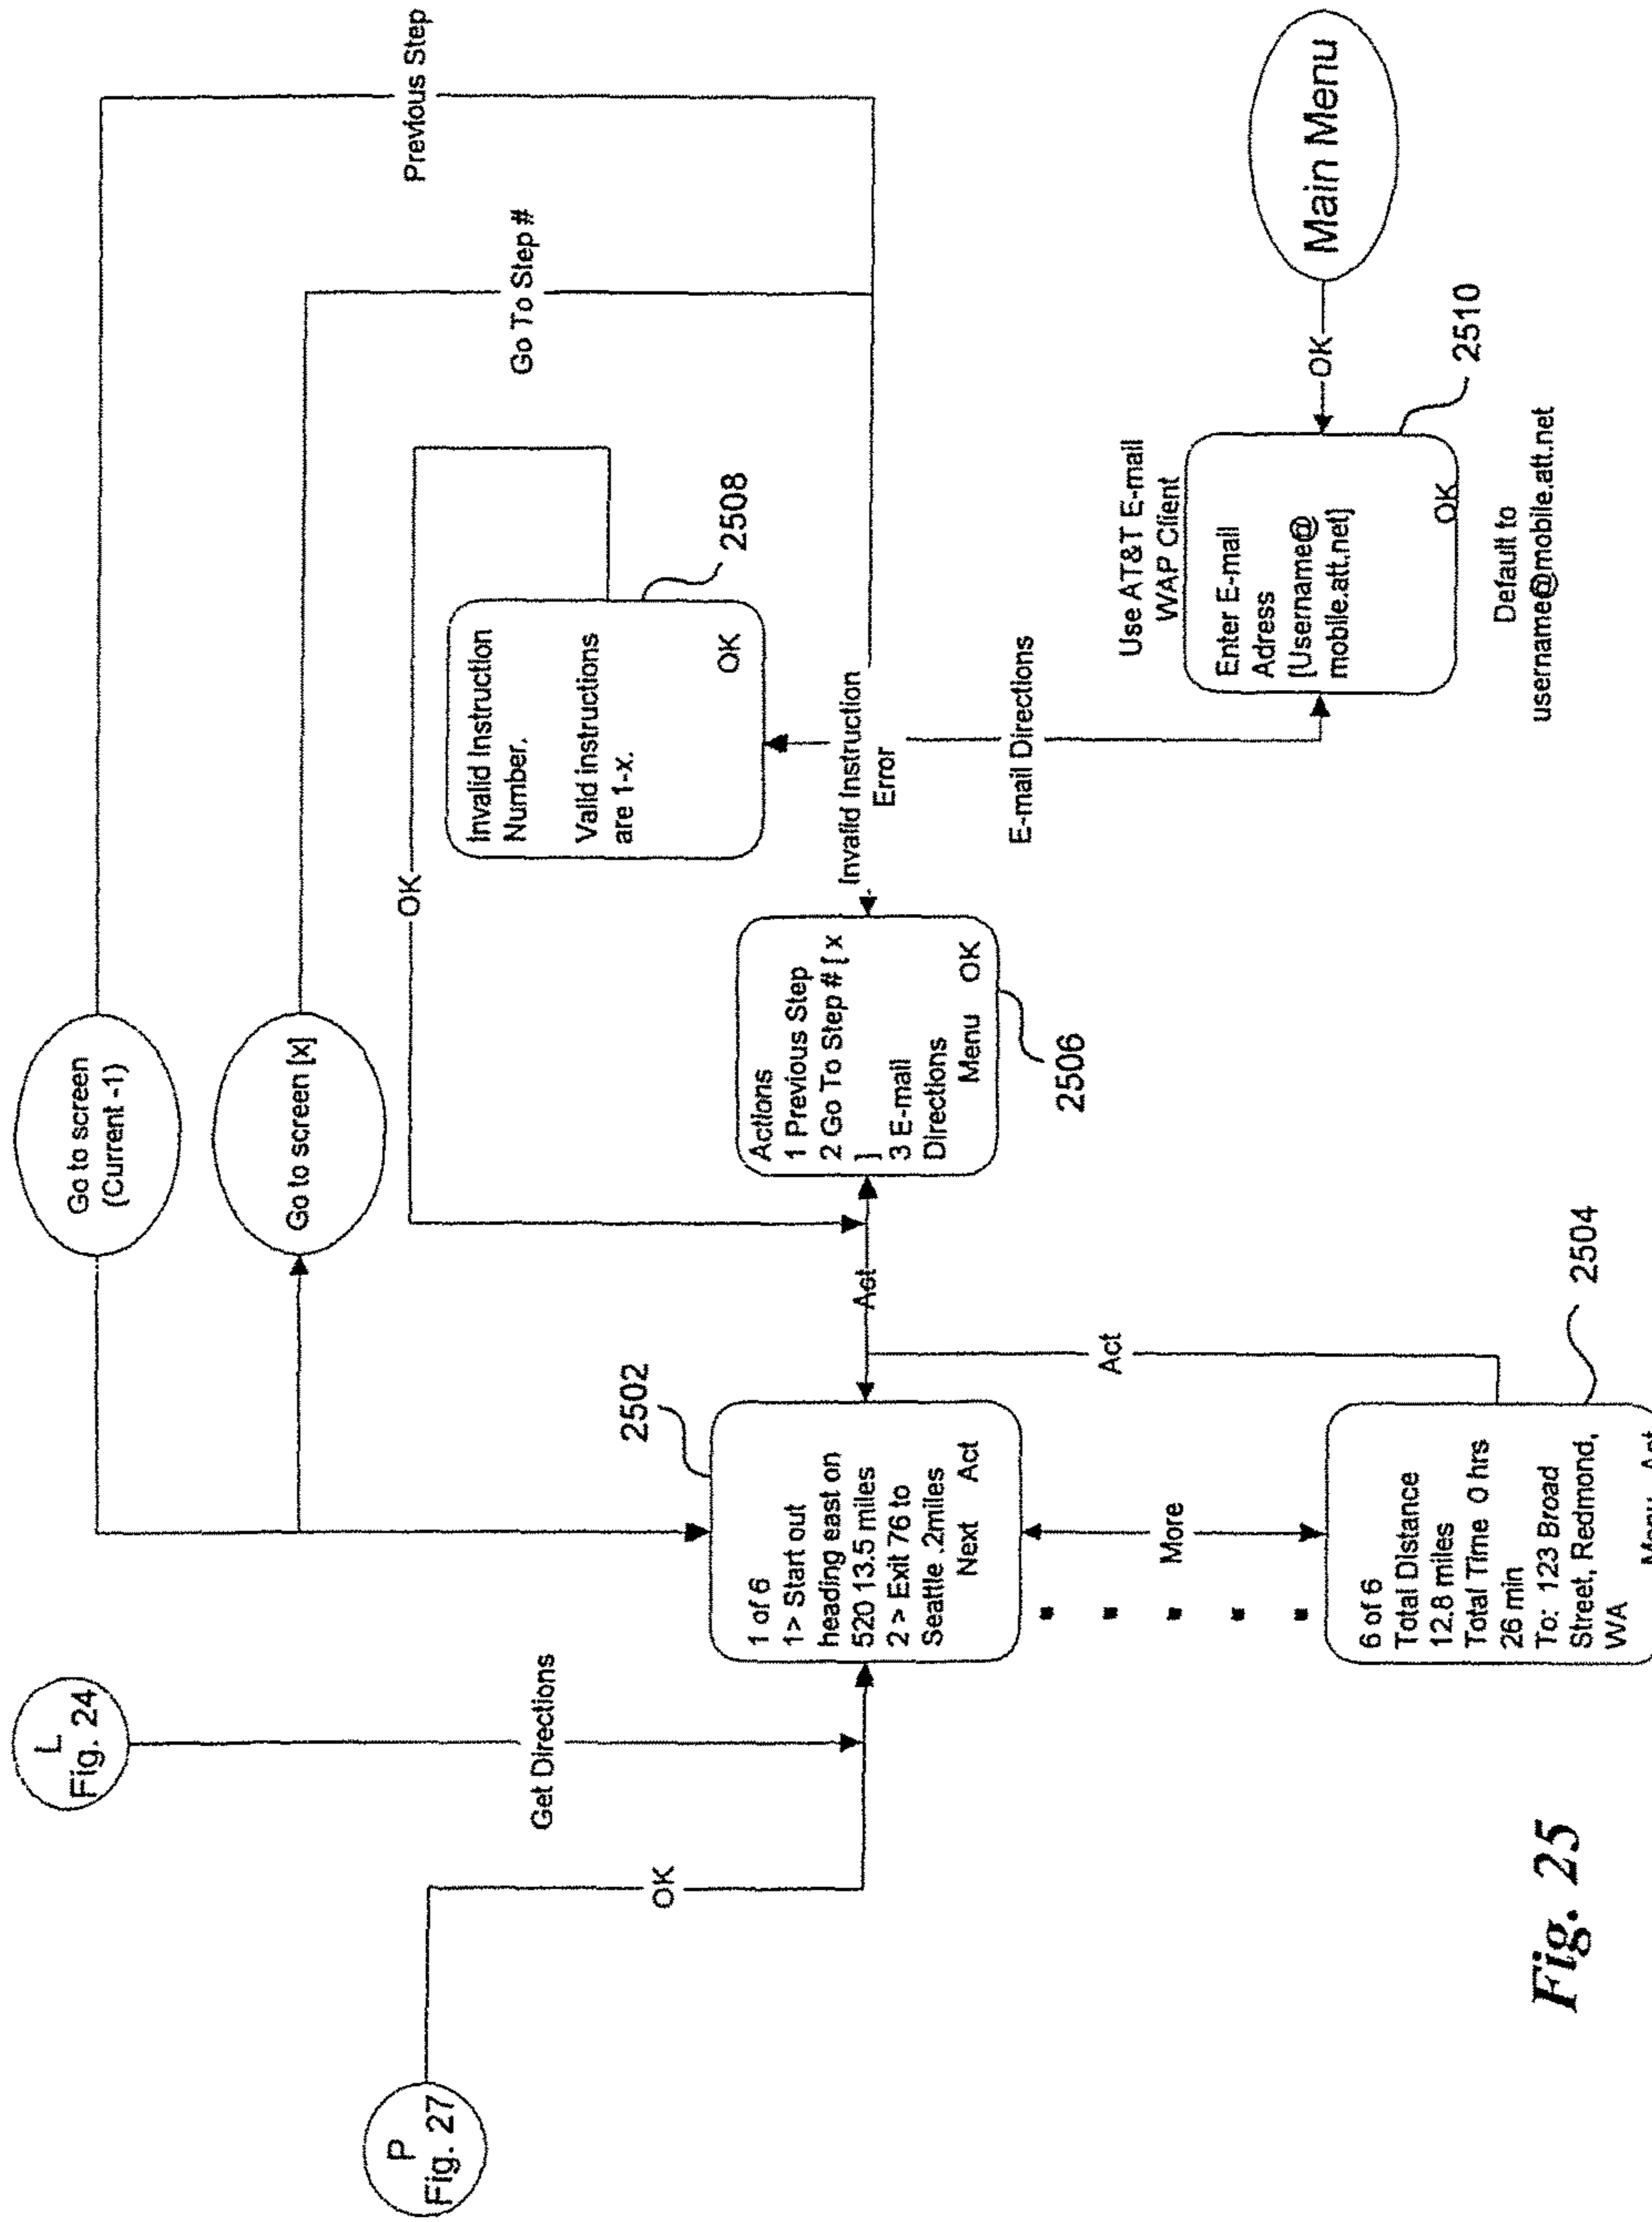 P
Fig. 27
OK
L
Fig. 24
Get Directions
2502
1 of 6
1> Start out
heading east on
520 13.5 miles
2 > Exit 76 to
Seattle .2miles
Next Act
More
6 of 6
Total Distance
12.8 miles
Total Time 0 hrs
26 min
To: 123 Broad
Street, Redmond,
WA
Menu Act
2504
Act
Act
Go to screen
(Current -1)
Go to screen [x]
OK
Actions
1 Previous Step
2 Go To Step # [ x
]
3 E-mail
Directions
Menu OK
2506
Invalid Instruction
Number.
Valid instructions
are 1-x.
OK
2508
Invalid Instruction
Error
E-mail Directions
Go To Step #
Previous Step
Use AT&T E-mail
WAP Client
Enter E-mail
Adress
[Username@
mobile.att.net]
OK
2510
Default to
username@mobile.att.net
OK
Main Menu
Fig. 25